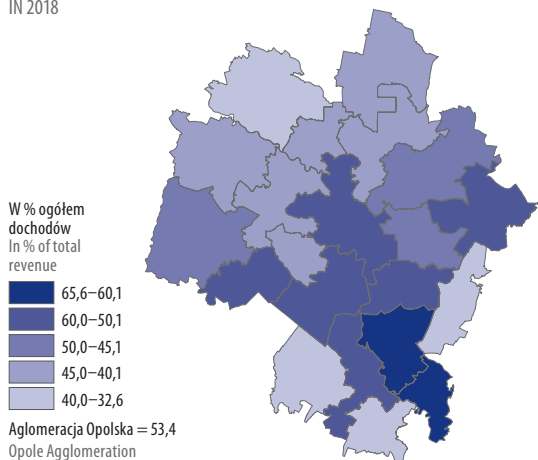 IN 2018
W % ogółem
dochodów
In % of total
revenue
65,6–60,1
60,0–50,1
50,0–45,1
45,0–40,1
40,0–32,6
Aglomeracja Opolska = 53,4
Opole Agglomeration